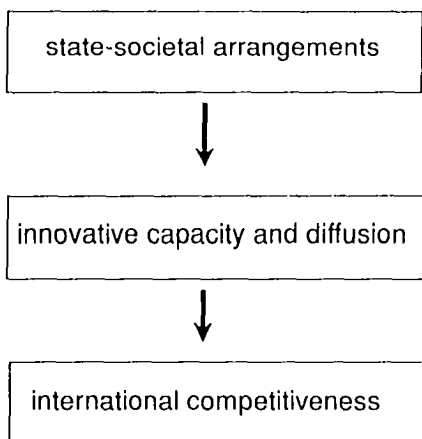 state-societal arrangements
innovative capacity and diffusion
international competitiveness